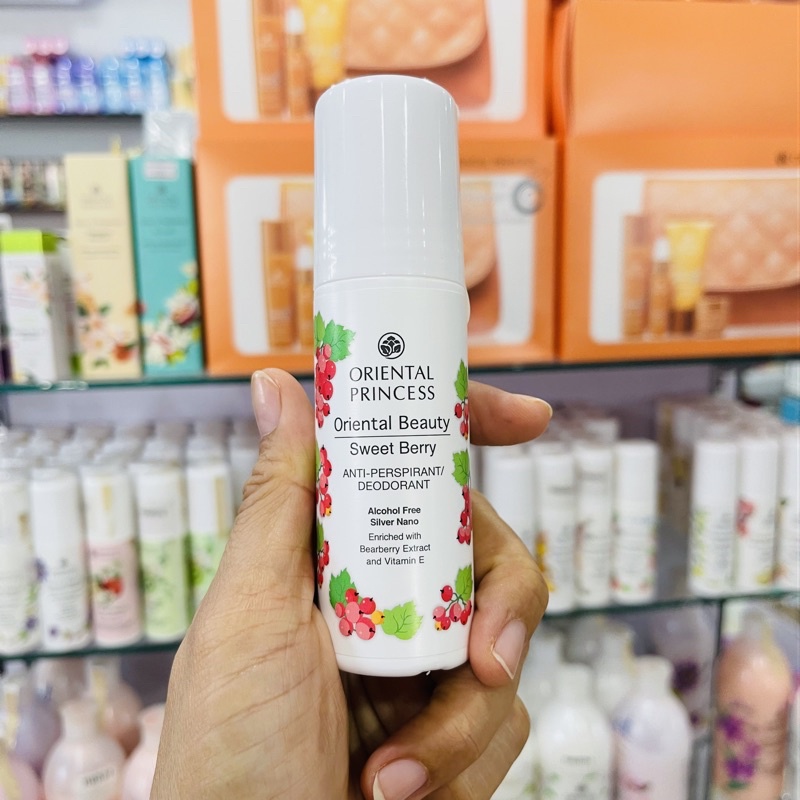 ORIENTAL
PRINCESS
Oriental Beauty
Sweet Berry
ANTI-PERSPIRANT/
DEODORANT
Alcohol Free
Silver Nano
Enriched with
Bearberry Extract
and Vitamin E